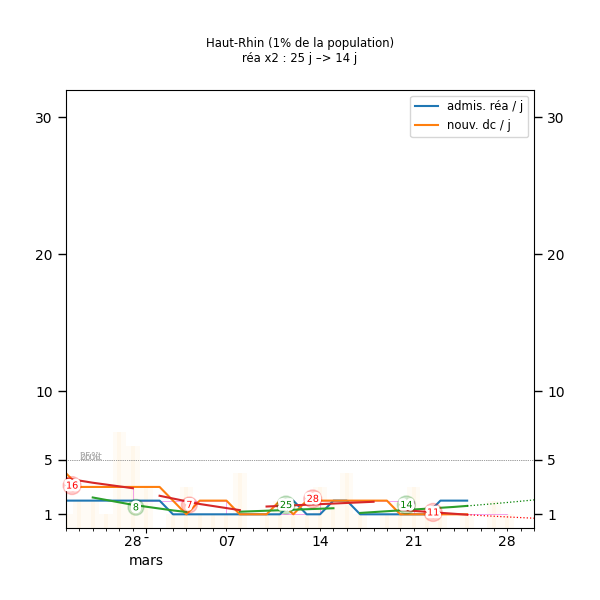 Haut-Rhin (1% de la population)
réa x2 : 25 j –> 14 j
admis. réa / j
nouv. dc / j
30 30
20 20
10 10
5 5
1 1
16
8
7
25
28
14
11
28 07 14 21 28
mars